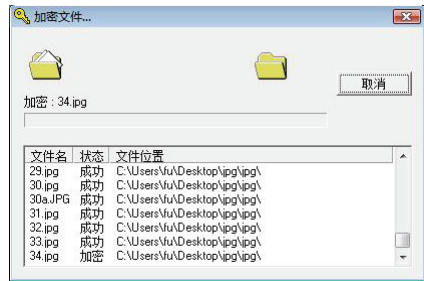 加密文件...
取消
加密 : 34.jpg
文件名 状态 文件位置
29.jpg 成功 C:\Users\fu\Desktop\jpg\jpg\
30.jpg 成功 C:\Users\fu\Desktop\jpg\jpg\
30a.JPG 成功 C:\Users\fu\Desktop\jpg\jpg\
31.jpg 成功 C:\Users\fu\Desktop\jpg\jpg\
32.jpg 成功 C:\Users\fu\Desktop\jpg\jpg\
33.jpg 成功 C:\Users\fu\Desktop\jpg\jpg\
34.jpg 加密 C:\Users\fu\Desktop\jpg\jpg\